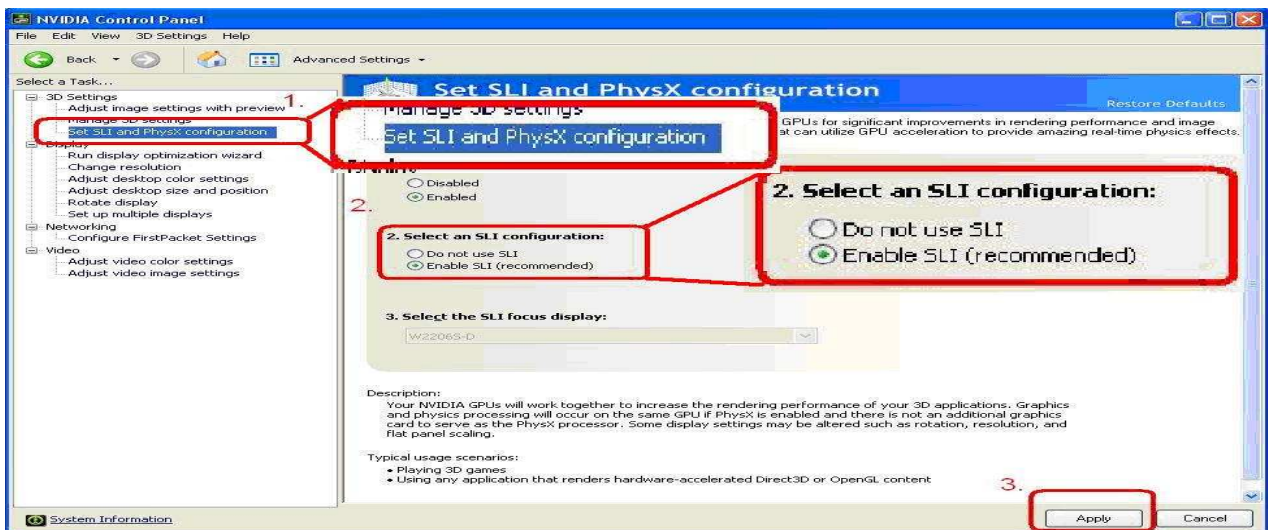 NVIDIA Control Panel
File Edit View 3D Settings Help
Back Advanced Settings
Select a Task...
3D Settings
Adjust image settings with preview
Manage 3D settings
Set SLI and PhysX configuration
Display
Run display optimization wizard
Change resolution
Adjust desktop color settings
Adjust desktop size and position
Rotate display
Set up multiple displays
Networking
Configure FirstPacket Settings
Video
Adjust video color settings
Adjust video image settings
System Information
1.
Set SLI and PhysX configuration
Restore Defaults
Manage 3D settings
Set SLI and PhysX configuration
GPUs for significant improvements in rendering performance and image
at can utilize GPU acceleration to provide amazing real-time physics effects.
Disabled
Enabled
2.
2. Select an SLI configuration:
Do not use SLI
Enable SLI (recommended)
2. Select an SLI configuration:
Do not use SLI
Enable SLI (recommended)
3. Select the SLI focus display:
W2206S-D
Description:
Your NVIDIA GPUs will work together to increase the rendering performance of your 3D applications. Graphics
and physics processing will occur on the same GPU if PhysX is enabled and there is not an additional graphics
card to serve as the PhysX processor. Some display settings may be altered such as rotation, resolution, and
flat panel scaling.
Typical usage scenarios:
• Playing 3D games
• Using any application that renders hardware-accelerated Direct3D or OpenGL content
3.
Apply Cancel